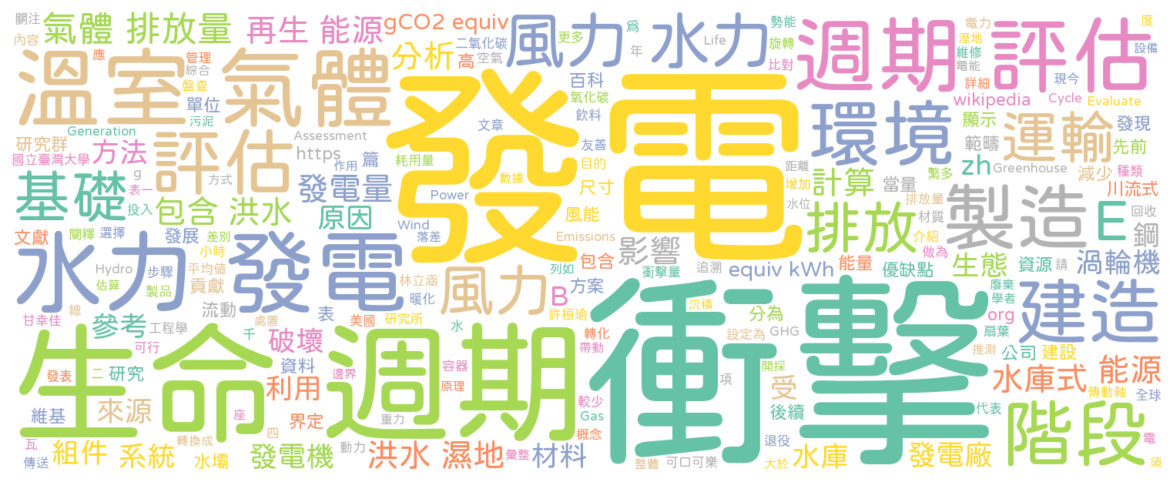 關注
氣體 排放量
再生 能源
gCO2 equiv
二氧化碳
更多
風力 水力
爲
Life
勢能
旋轉
週期 評估
電力
溼地
度
內容
應
管理
綜合
盤查
分析
高
空氣
年
比對
維修
電能
設備
溫室 氣體
發電
百科
氧化碳
飲料
詳細
現今
污泥
單位
環境
wikipedia
Cycle
Evaluate
顯示
運輸
發現
Generation
Assessment
文章
友善
研究群
評估
https
範疇
先前
國立臺灣大學
方法
作用
篇
耗用量
目的
距離
zh
繁多
Greenhouse
減少
種類
g
表一
方式
發電量
Power
數據
尺寸
增加
計算
當量
川流式
基礎
投入
包含 洪水
原因
風能
水位
排放
排放量
材質
製造
E
回收
鋼
文獻
闡釋
選擇
發展
差別
Wind
落差
Emissions
影響
介紹
水力 發電
小時
風力
包含
追溯
能量
做為
Hydro
步驟
平均值
林立涵
列如
衝擊量
equiv kWh
優缺點
生態
資源
請
渦輪機
估算
製品
貢獻
暖化
B
方案
沉積
廢棄
學者
總
流動
表
美國
研究所
許桓瑜
分為
org
建造
甘幸佳
參考
工程學
處置
水
轉化
設定為
GHG
扇葉
生命 週期
千
破壞
容器
帶動
衝擊
開採
推測
公司
建設
可行
資料
邊界
原理
項
能源
發表
二
研究
利用
較少
受
水庫式
傳動軸
全球
維基
來源
界定
重力
Gas
後續
代表
階段
座
概念
瓦
組件
轉換成
四
動力
退役
電
傳送
系統
水壩
發電機
洪水 濕地
彙整
材料
整體
可口可樂
大於
水庫
發電廠
須